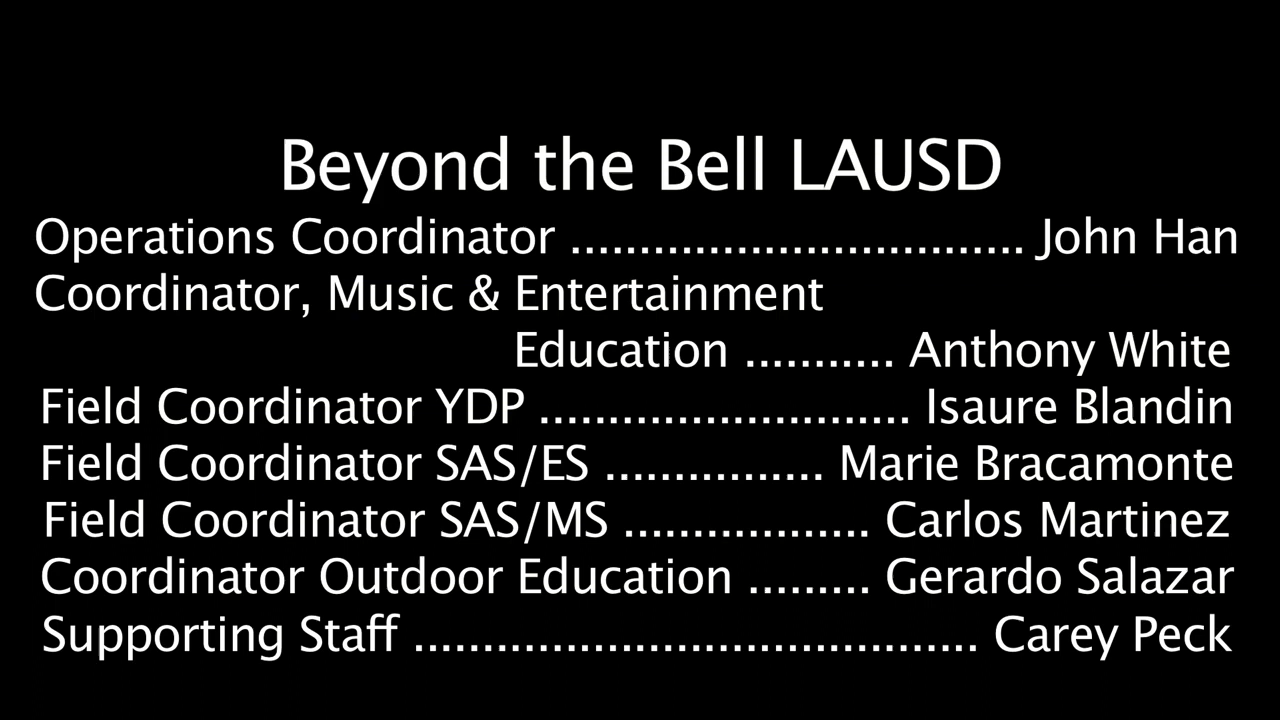 Beyond the Bell LAUSD
Operations Coordinator ................................. John Han
Coordinator, Music & Entertainment
Education ........... Anthony White
Field Coordinator YDP ........................... Isaure Blandin
Field Coordinator SAS/ES ................ Marie Bracamonte
Field Coordinator SAS/MS .................. Carlos Martinez
Coordinator Outdoor Education ......... Gerardo Salazar
Supporting Staff ......................................... Carey Peck